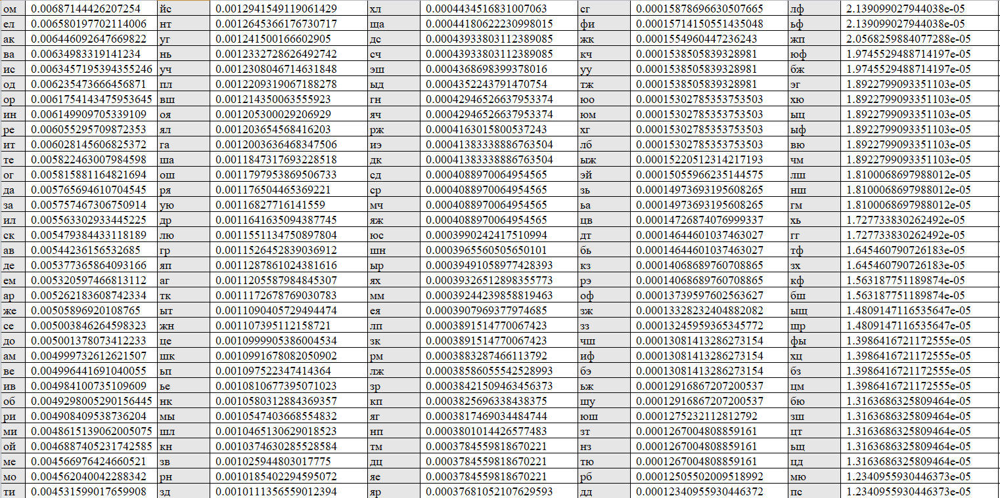 ом 0.00687144426207254 йс 0.0012941549119061429 хл 0.0004434516831007063 сг 0.00015878696630507665 лф 2.139099027944038e-05
ел 0.006580197702114006 нт 0.0012645366176730717 ща 0.00044180622230998015 фи 0.00015714150551435048 ьф 2.139099027944038e-05
ак 0.006446092647669822 уг 0.001241500166602905 дс 0.00043933803112389085 жк 0.0001554960447236243 жп 2.0568259884077288e-05
ва 0.00634983319141234 нь 0.0012332728626492742 сч 0.00043933803112389085 кч 0.0001538505839328981 юф 1.9745529488714197e-05
ис 0.0063457195394355246 уч 0.0012308046714631848 эш 0.0004368698399378016 уу 0.0001538505839328981 бж 1.9745529488714197e-05
од 0.006235473666456871 пл 0.0012209319067188278 ыд 0.0004352243791470754 тж 0.0001538505839328981 эг 1.8922799093351103e-05
ор 0.0061754143475953645 вш 0.001214350063555923 гн 0.00042946526637953374 юо 0.00015302785353753503 хю 1.8922799093351103e-05
ин 0.006149909705339109 оя 0.001205300029206929 яч 0.00042946526637953374 юм 0.00015302785353753503 ыц 1.8922799093351103e-05
ре 0.006055295709872353 ял 0.001203654568416203 рж 0.0004163015800537243 хг 0.00015302785353753503 ыф 1.8922799093351103e-05
ит 0.006028145606825372 га 0.0012003636468347506 иэ 0.00041383338886763504 лб 0.00015302785353753503 вю 1.8922799093351103e-05
те 0.005822463007984598 ша 0.0011847317693228518 дк 0.00041383338886763504 ыж 0.00015220512314217193 чм 1.8922799093351103e-05
ог 0.005815881164821694 ош 0.0011797953869506733 сд 0.0004088970064954565 эй 0.00015055966235144575 лш 1.8100068697988012e-05
да 0.005765694610704545 ря 0.001176504465369221 ср 0.0004088970064954565 зь 0.00014973693195608265 нш 1.8100068697988012e-05
за 0.005757467306750914 ую 0.00116827716141559 мч 0.0004088970064954565 ьа 0.00014973693195608265 гм 1.8100068697988012e-05
ил 0.005563302933445225 др 0.0011641635094387745 яж 0.0004088970064954565 цв 0.00014726874076999337 хь 1.727733830262492e-05
ск 0.005479384433118189 лю 0.0011551134750897804 юс 0.0003990242417510994 дт 0.00014644601037463027 гг 1.727733830262492e-05
ав 0.00544236156532685 гр 0.0011526452839036912 шн 0.0003965560505650101 бь 0.00014644601037463027 тф 1.645460790726183e-05
де 0.005377365864093166 яп 0.0011287861024381616 ыр 0.00039491058977428393 кз 0.00014068689760708865 зх 1.645460790726183e-05
ем 0.005320597466813112 аг 0.0011205587984845307 ях 0.00039326512898355773 рэ 0.00014068689760708865 кф 1.563187751189874e-05
ар 0.005262183608742334 тк 0.0011172678769030783 мм 0.00039244239858819463 оф 0.00013739597602563627 бш 1.563187751189874e-05
же 0.00505896920108765 ыт 0.0011090405729494474 ея 0.0003907969377974685 зж 0.00013328232404882082 ыщ 1.4809147116535647e-05
се 0.005003846264598323 жн 0.001107395112158721 лп 0.0003891514770067423 зз 0.00013245959365345772 щр 1.4809147116535647e-05
до 0.005001378073412233 це 0.0010999905386004534 зк 0.0003891514770067423 чш 0.00013081413286273154 фы 1.3986416721172555e-05
ам 0.004999732612621507 шк 0.0010991678082050902 рм 0.0003883287466113792 иф 0.00013081413286273154 хц 1.3986416721172555e-05
ве 0.004996441691040055 ьп 0.001097522347414364 лж 0.00038586055542528993 бэ 0.00013081413286273154 бз 1.3986416721172555e-05
ив 0.004984100735109609 ье 0.0010810677395071023 зр 0.00038421509463456373 ьж 0.00012916867207200537 цм 1.3986416721172555e-05
об 0.0049298005290156445 нк 0.0010580312884369357 кп 0.0003825696338438375 щу 0.00012916867207200537 бю 1.3163686325809464e-05
ри 0.004908409538736204 мы 0.0010547403668554832 яг 0.0003817469034484744 юш 0.0001275232112812792 зш 1.3163686325809464e-05
ми 0.0048615139062005075 шл 0.0010465130629018523 нп 0.0003801014426577483 зт 0.0001267004808859161 цт 1.3163686325809464e-05
ой 0.0046887405231742585 кн 0.0010374630285528584 тм 0.0003784559818670221 нз 0.0001267004808859161 ьщ 1.3163686325809464e-05
ме 0.004566976424660521 зв 0.001025944803017775 дц 0.0003784559818670221 тю 0.0001267004808859161 цд 1.3163686325809464e-05
мо 0.004562040042288342 рн 0.0010185402294595072 яе 0.0003784559818670221 рб 0.00012505502009518992 мю 1.2340955930446373e-05
ти 0.004531599017659908 зд 0.0010111356559012394 яр 0.00037681052107629593 дд 0.00012340955930446372 пс 1.2340955930446373e-05